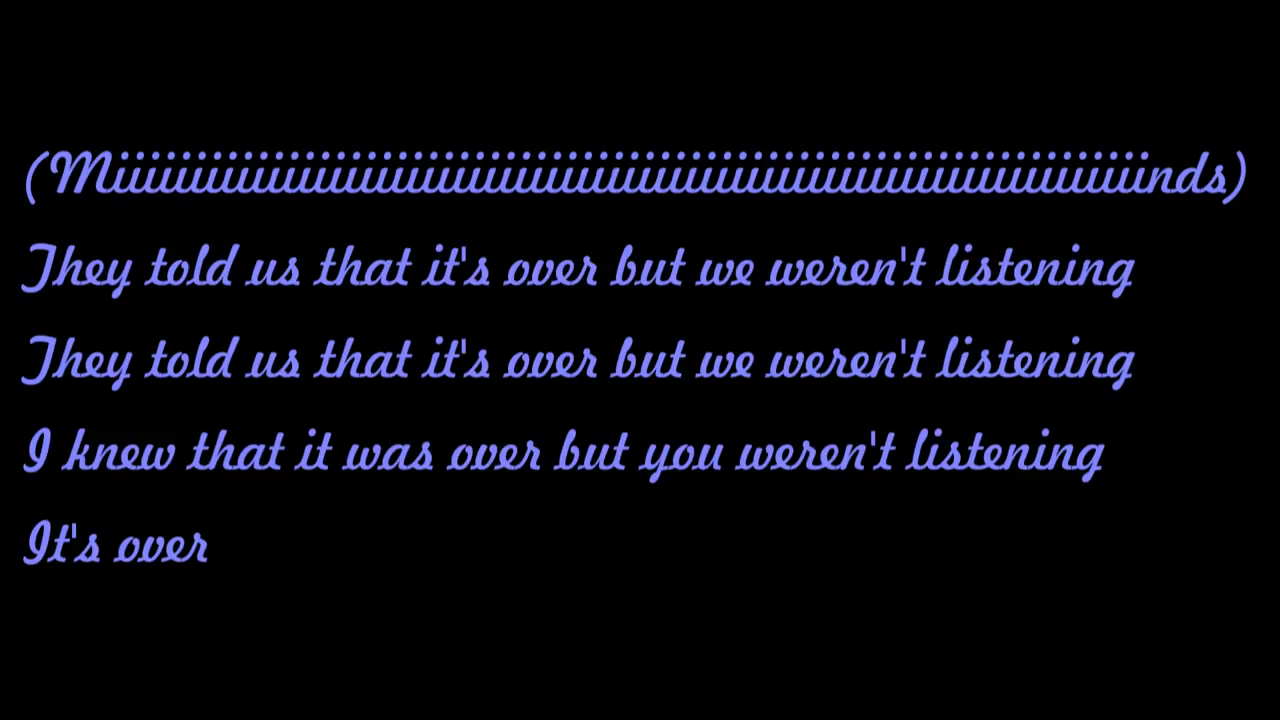 (Miiiiiiiiiiiiiiiiiiiiiiiiiiiiiiiiiiiiiiiiiiiiiiiiiiiiiiiiiiiiiiiiiiinds)
They told us that it's over but we weren't listening
They told us that it's over but we weren't listening
I knew that it was over but you weren't listening
It's over